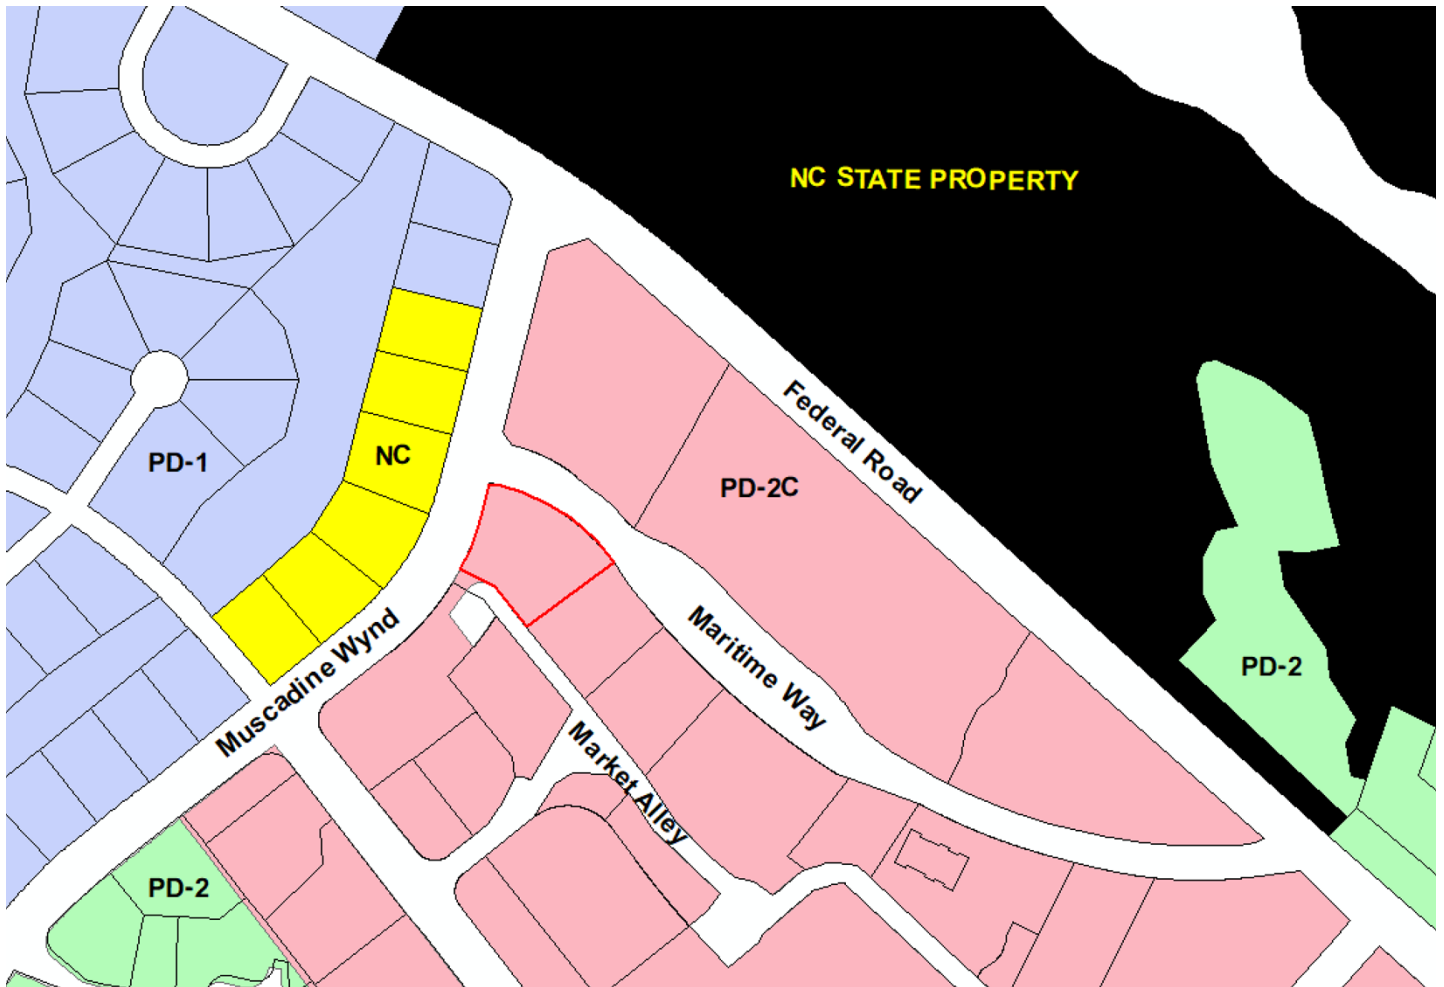 NC STATE PROPERTY
Federal Road
NC
PD-1
PD-2C
Maritime Way
PD-2
Muscadine Wynd
Market Alley
PD-2